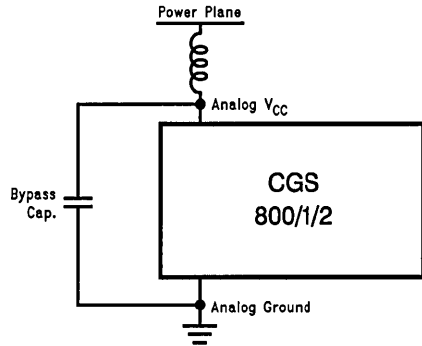 Power Plane
Analog VCC
CGS
800/1/2
Bypass
Cap.
Analog Ground